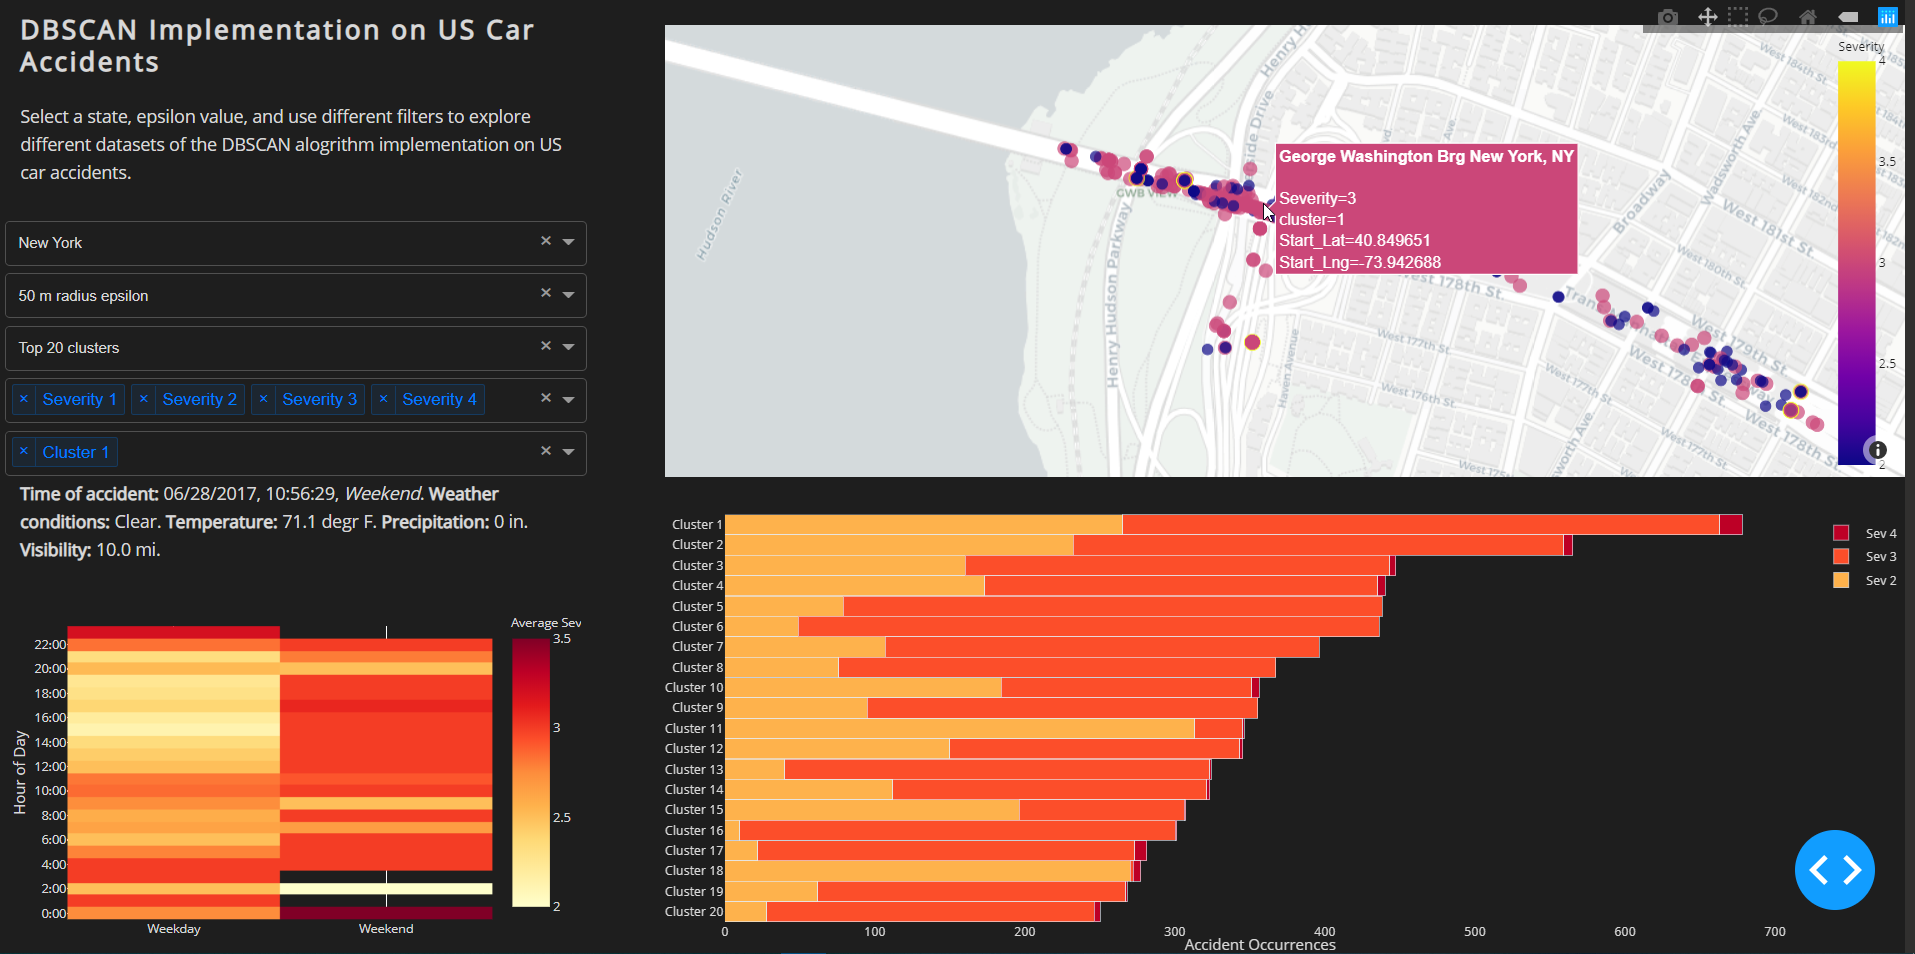 DBSCAN Implementation on US Car
Accidents
Select a state, epsilon value, and use different filters to explore
different datasets of the DBSCAN alogrithm implementation on US
car accidents.
New York
50 m radius epsilon
Top 20 clusters
× Severity 1 × Severity 2 × Severity 3 × Severity 4
× Cluster 1
Time of accident: 06/28/2017, 10:56:29, Weekend. Weather
conditions: Clear. Temperature: 71.1 degr F. Precipitation: 0 in.
Visibility: 10.0 mi.
Average Sev
3.5
3
2.5
2
Hour of Day
22:00
20:00
18:00
16:00
14:00
12:00
10:00
8:00
6:00
4:00
2:00
0:00
Weekday
Weekend
Hudson River
Henry Hudson Parkway
GWB VIEW
Henry H
side Drive
George Washington Brg New York, NY
Severity=3
cluster=1
Start_Lat=40.849651
Start_Lng=-73.942688
Broadway
Wadsworth Ave
West 184th St.
West 183rd
West 181st St.
West 180th St.
West 179th St.
West 178th St.
West 178
St.
West 178th St.
West 177th St.
West 177th St.
West 177th St.
West 176th St.
West 175
Haven Avenue
worth Ave
Severity
4
3.5
3
2.5
2
Cluster 1
Cluster 2
Cluster 3
Cluster 4
Cluster 5
Cluster 6
Cluster 7
Cluster 8
Cluster 10
Cluster 9
Cluster 11
Cluster 12
Cluster 13
Cluster 14
Cluster 15
Cluster 16
Cluster 17
Cluster 18
Cluster 19
Cluster 20
0 100 200 300 400 500 600 700
Accident Occurrences
Sev 4
Sev 3
Sev 2